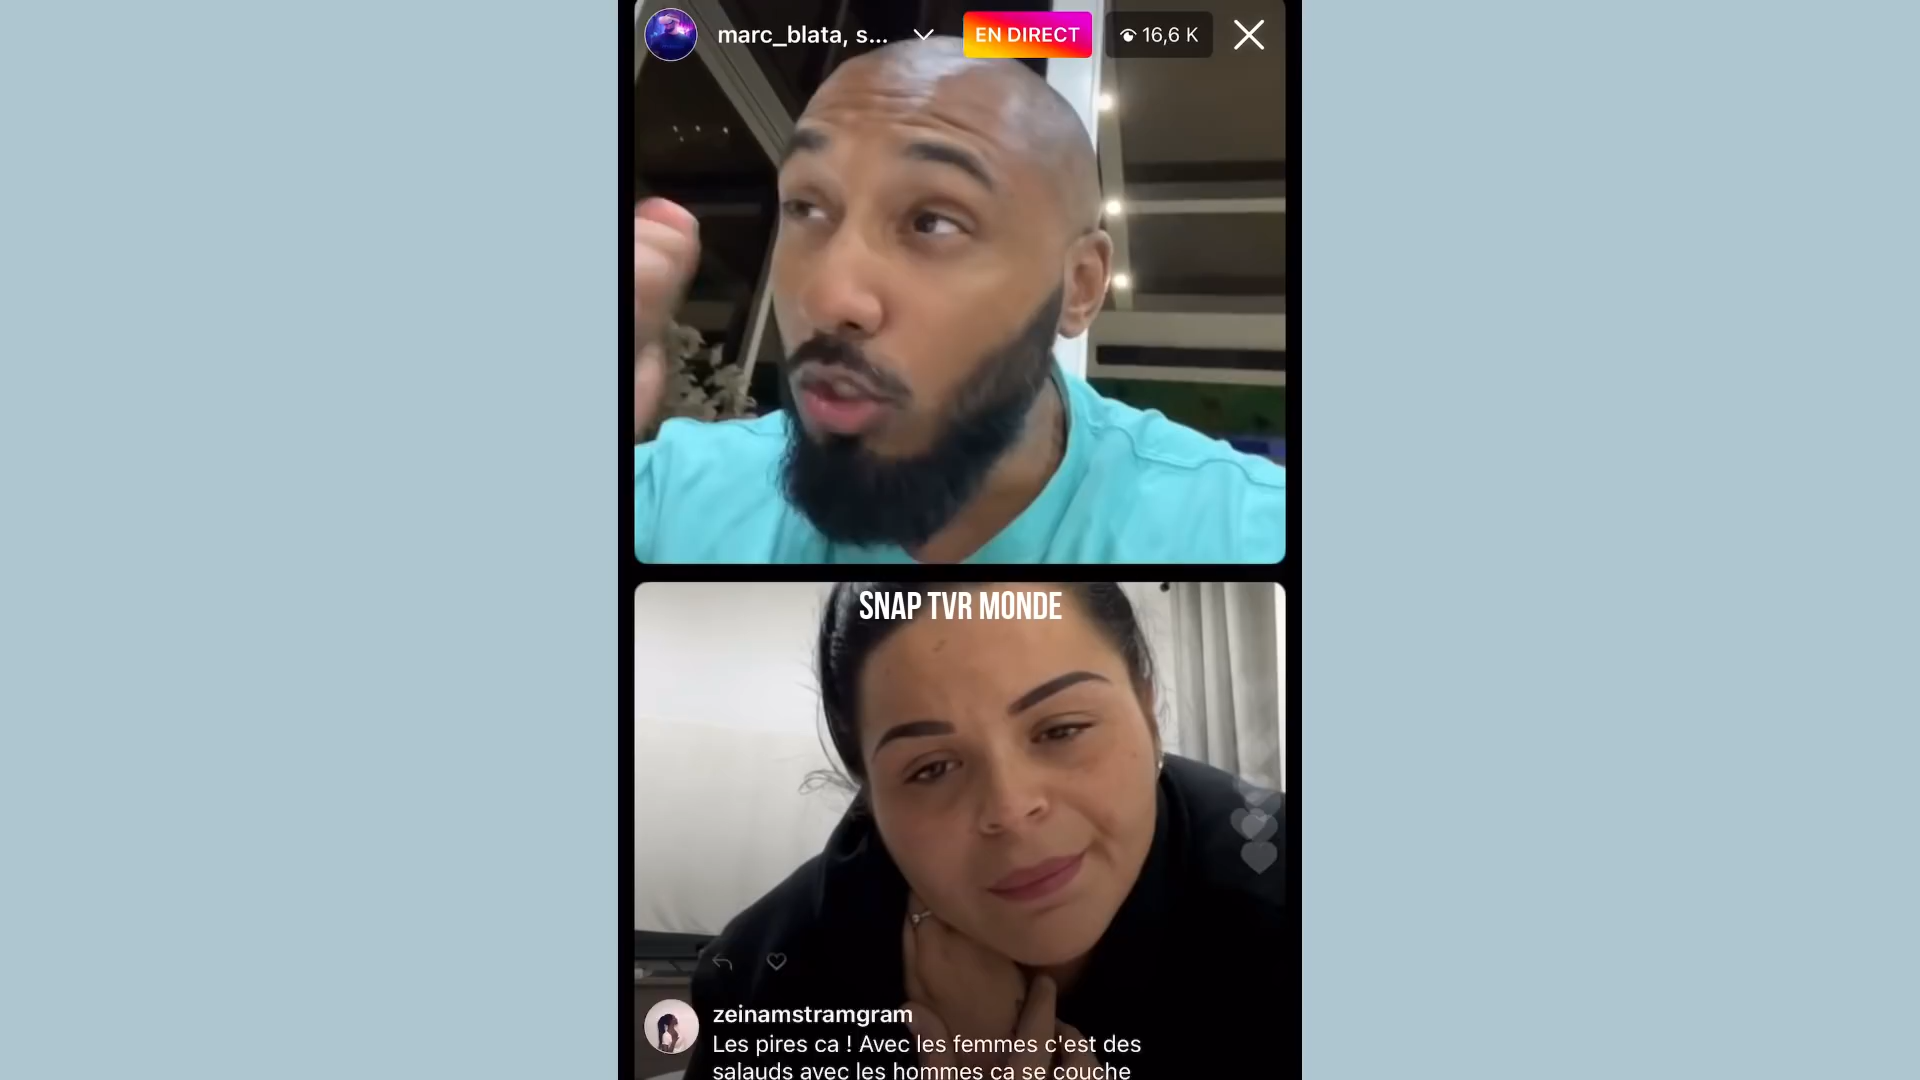 marc_blata, s...
EN DIRECT
16,6 K
SNAP TVR MONDE
zeinamstramgram
Les pires ca ! Avec les femmes c'est des
salauds avec les hommes ca se couche